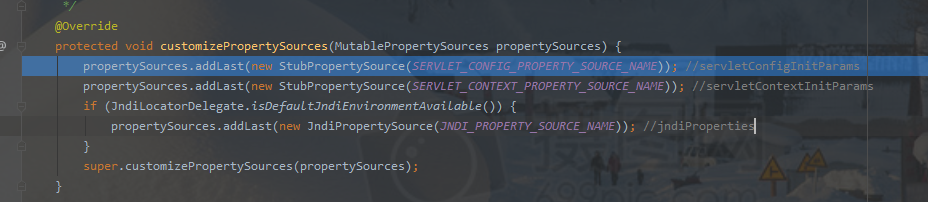 */
@Override
protected void customizePropertySources(MutablePropertySources propertySources) {
propertySources.addLast(new StubPropertySource(SERVLET_CONFIG_PROPERTY_SOURCE_NAME)); //servletConfigInitParams
propertySources.addLast(new StubPropertySource(SERVLET_CONTEXT_PROPERTY_SOURCE_NAME)); //servletContextInitParams
if (JndiLocatorDelegate.isDefaultJndiEnvironmentAvailable()) {
propertySources.addLast(new JndiPropertySource(JNDI_PROPERTY_SOURCE_NAME)); //jndiProperties
}
super.customizePropertySources(propertySources);
}